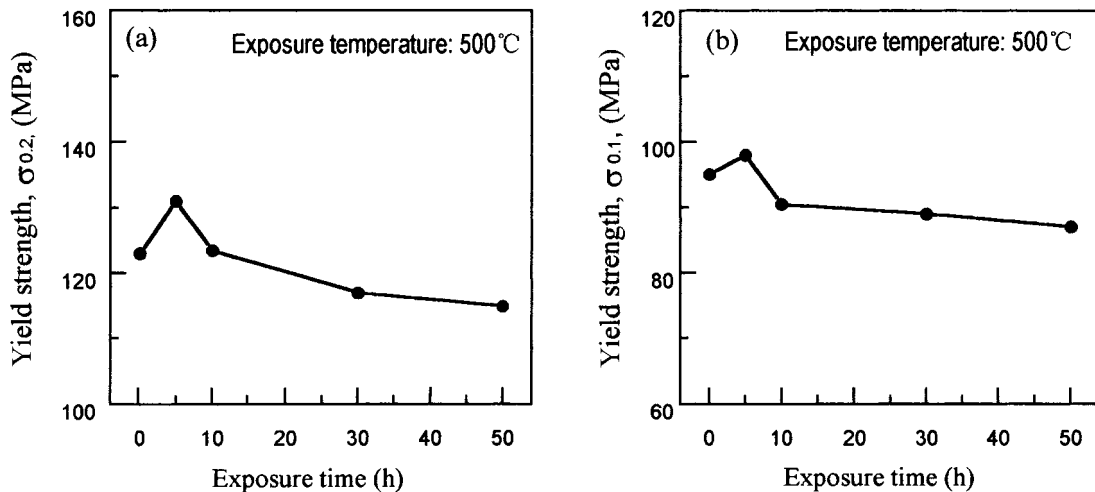 (a)
Exposure temperature: 500℃
160
140
120
100
Yield strength, σ0.2, (MPa)
0 10 20 30 40 50
Exposure time (h)
(b)
Exposure temperature: 500℃
120
100
80
60
Yield strength, σ0.1, (MPa)
0 10 20 30 40 50
Exposure time (h)